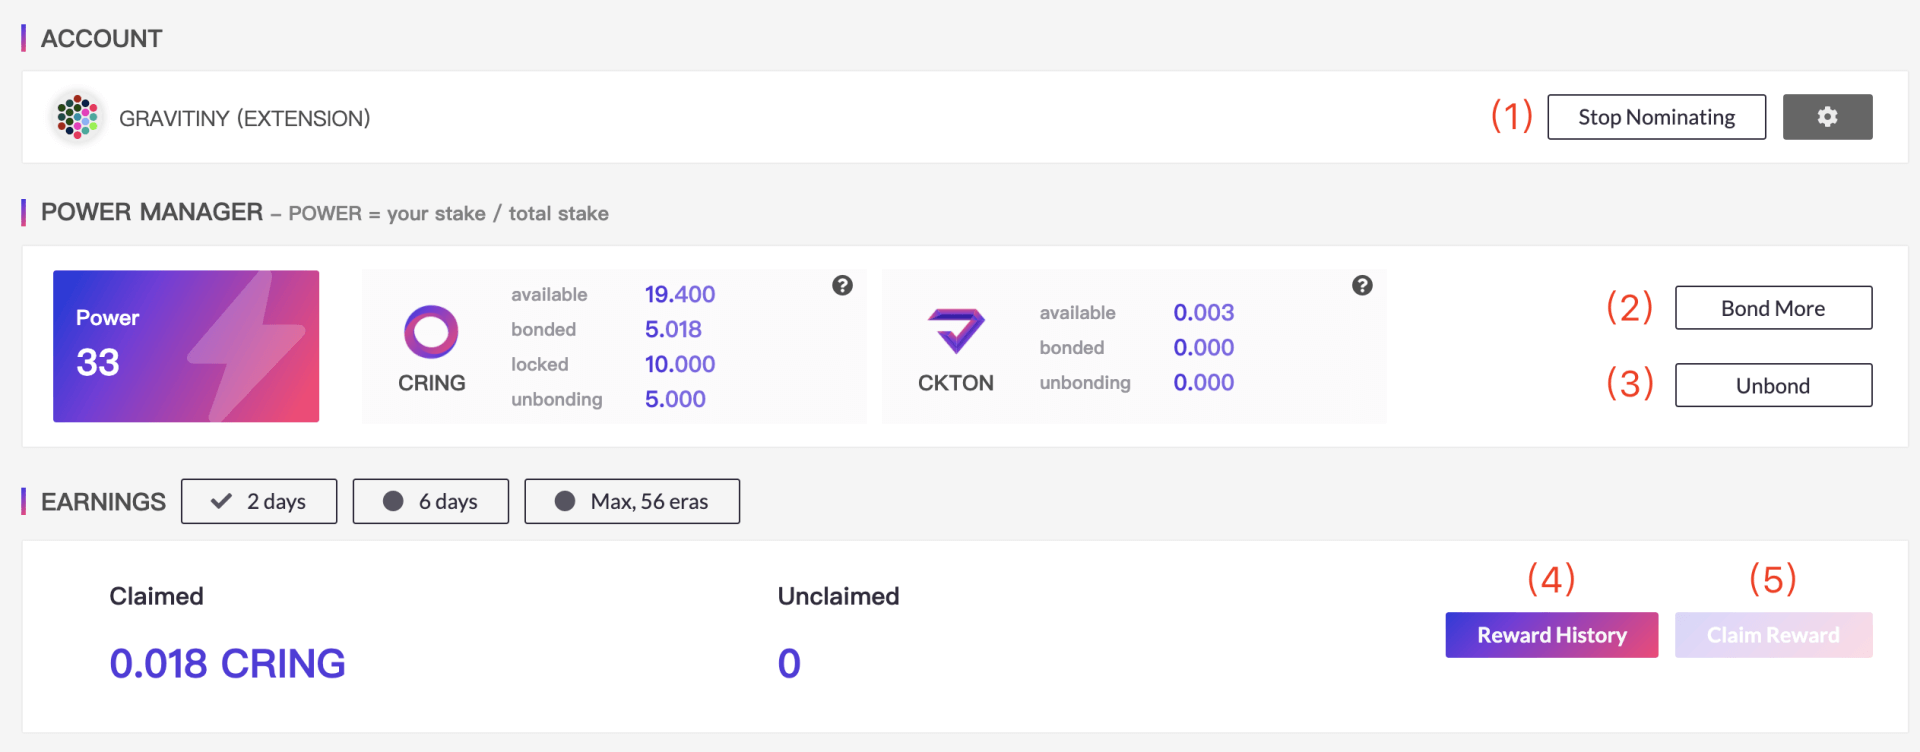 ACCOUNT
GRAVITINY (EXTENSION)
(1) Stop Nominating
POWER MANAGER – POWER = your stake / total stake
Power
33
CRING
available 19.400
bonded 5.018
locked 10.000
unbonding 5.000
?
CKTON
available 0.003
bonded 0.000
unbonding 0.000
?
(2) Bond More
(3) Unbond
EARNINGS 2 days 6 days Max, 56 eras
Claimed
0.018 CRING
Unclaimed
0
(4)
Reward History
(5)
Claim Reward